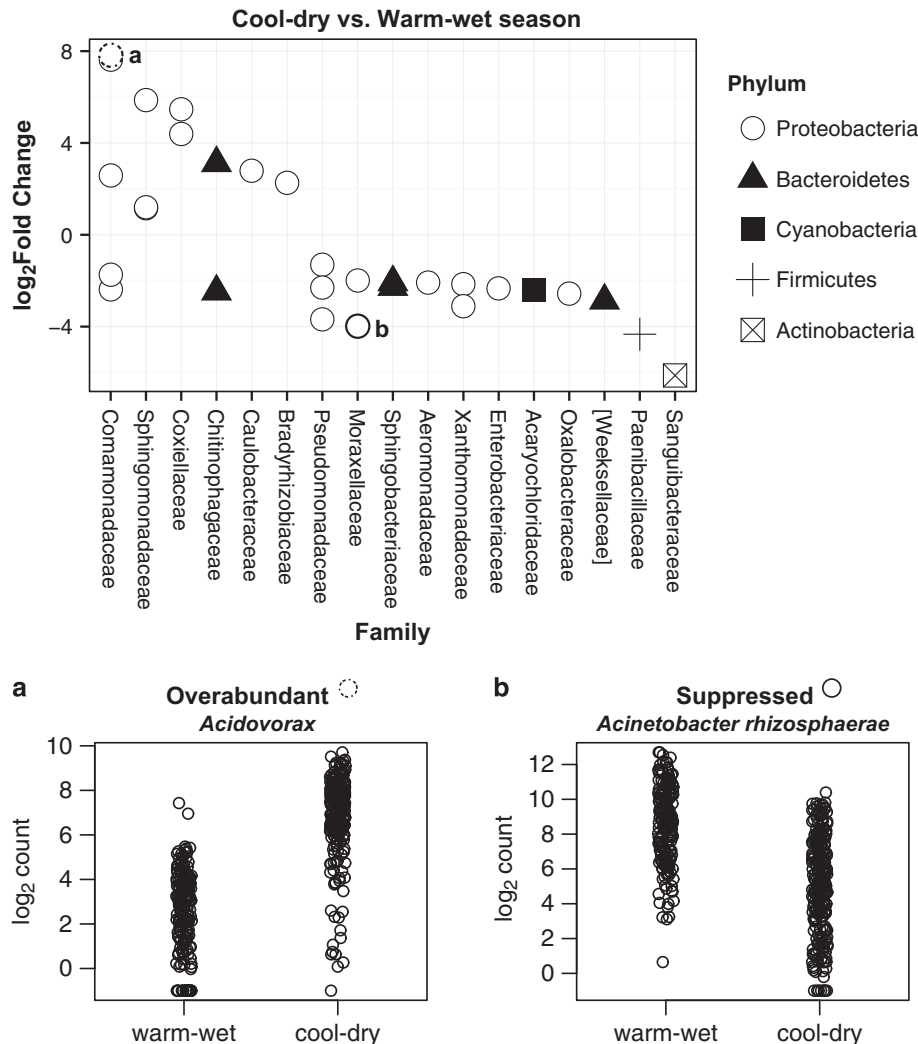 Cool-dry vs. Warm-wet season
log₂Fold Change
8
4
0
−4
a
b
Comamonadaceae
Sphingomonadaceae
Coxiellaceae
Chitinophagaceae
Caulobacteraceae
Bradyrhizobiaceae
Pseudomonadaceae
Moraxellaceae
Sphingobacteriaceae
Aeromonadaceae
Xanthomonadaceae
Enterobacteriaceae
Acaryochloridaceae
Oxalobacteraceae
[Weeksellaceae]
Paenibacillaceae
Sanguibacteraceae
Family
Phylum
Proteobacteria
Bacteroidetes
Cyanobacteria
Firmicutes
Actinobacteria
a
Overabundant
Acidovorax
log₂ count
10
8
6
4
2
0
warm-wet cool-dry
b
Suppressed
Acinetobacter rhizosphaerae
log₂ count
12
10
8
6
4
2
0
warm-wet cool-dry